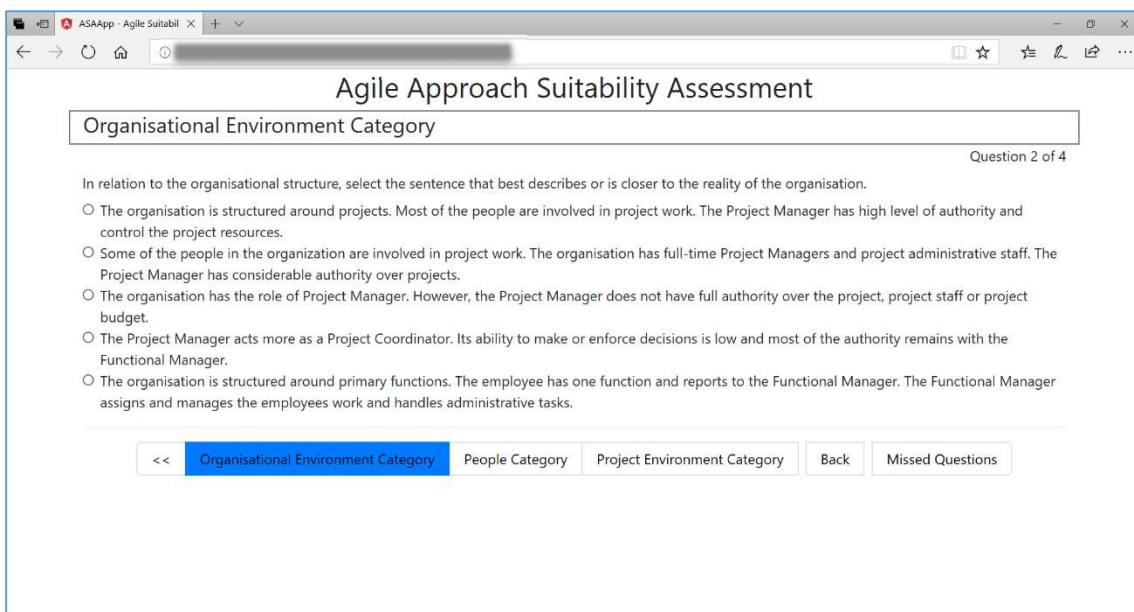 ASAApp - Agile Suitabil
Agile Approach Suitability Assessment
Organisational Environment Category
Question 2 of 4
In relation to the organisational structure, select the sentence that best describes or is closer to the reality of the organisation.
The organisation is structured around projects. Most of the people are involved in project work. The Project Manager has high level of authority and
control the project resources.
Some of the people in the organization are involved in project work. The organisation has full-time Project Managers and project administrative staff. The
Project Manager has considerable authority over projects.
The organisation has the role of Project Manager. However, the Project Manager does not have full authority over the project, project staff or project
budget.
The Project Manager acts more as a Project Coordinator. Its ability to make or enforce decisions is low and most of the authority remains with the
Functional Manager.
The organisation is structured around primary functions. The employee has one function and reports to the Functional Manager. The Functional Manager
assigns and manages the employees work and handles administrative tasks.
<< Organisational Environment Category People Category Project Environment Category Back Missed Questions